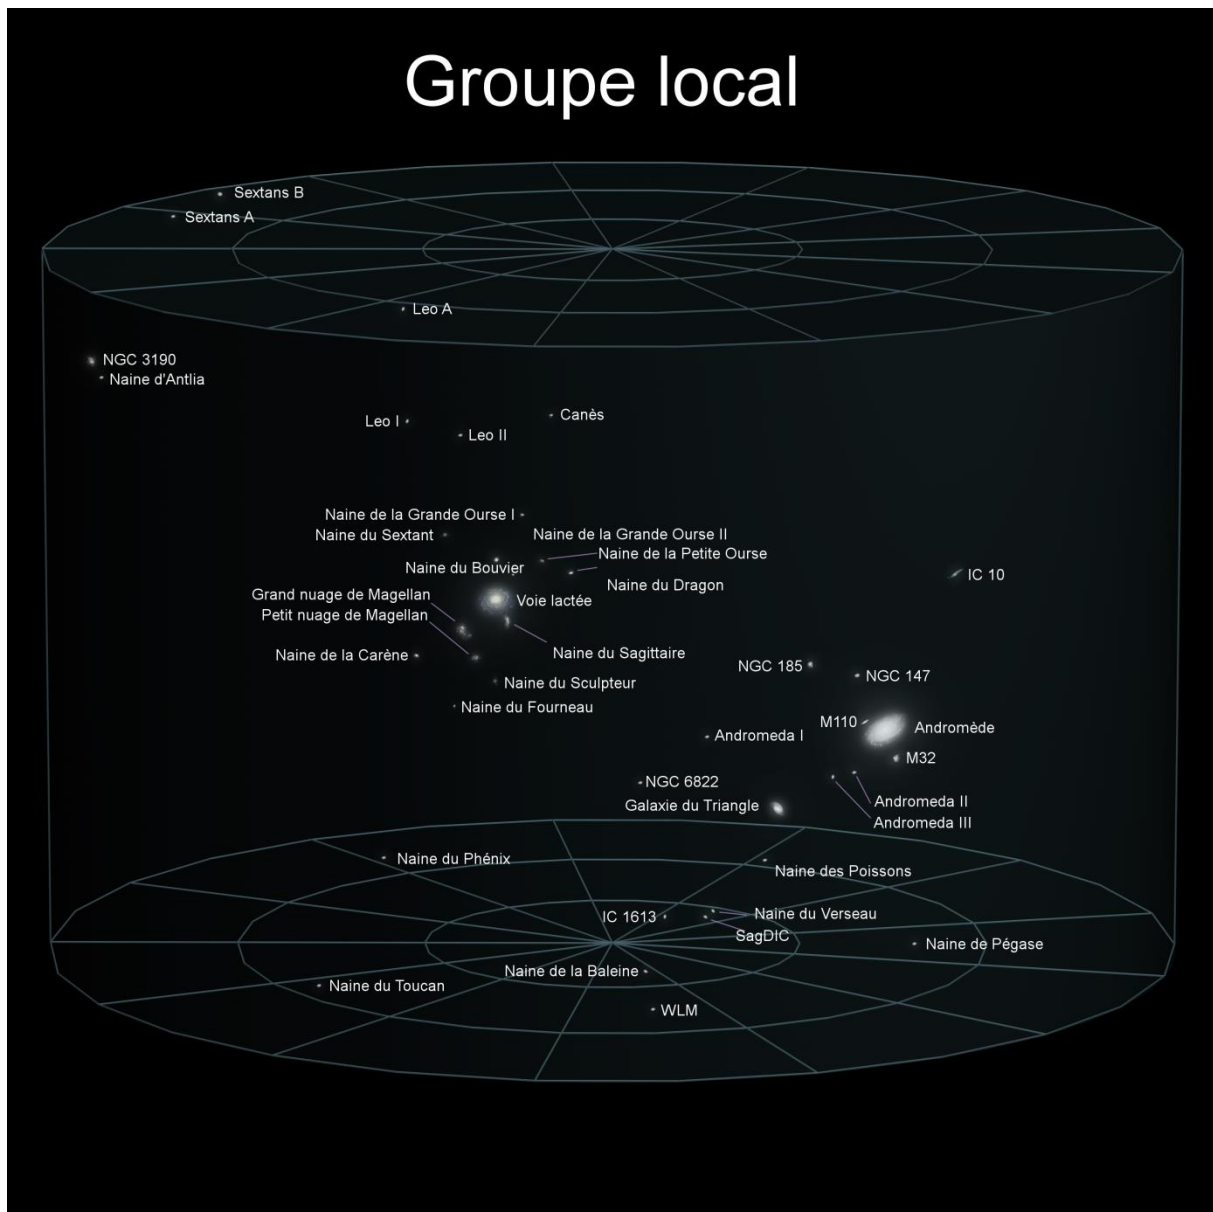 Groupe local
Sextans B
Sextans A
Leo A
NGC 3190
Naine d'Antlia
Leo I
Canès
Leo II
Naine de la Grande Ourse I
Naine du Sextant
Naine de la Grande Ourse II
Naine de la Petite Ourse
Naine du Bouvier
IC 10
Naine du Dragon
Grand nuage de Magellan
Voie lactée
Petit nuage de Magellan
Naine de la Carène
Naine du Sagittaire
NGC 185
NGC 147
Naine du Sculpteur
Naine du Fourneau
M110
Andromède
Andromeda I
M32
NGC 6822
Andromeda II
Galaxie du Triangle
Andromeda III
Naine du Phénix
Naine des Poissons
IC 1613
Naine du Verseau
SagDIC
Naine de Pégase
Naine de la Baleine
Naine du Toucan
WLM